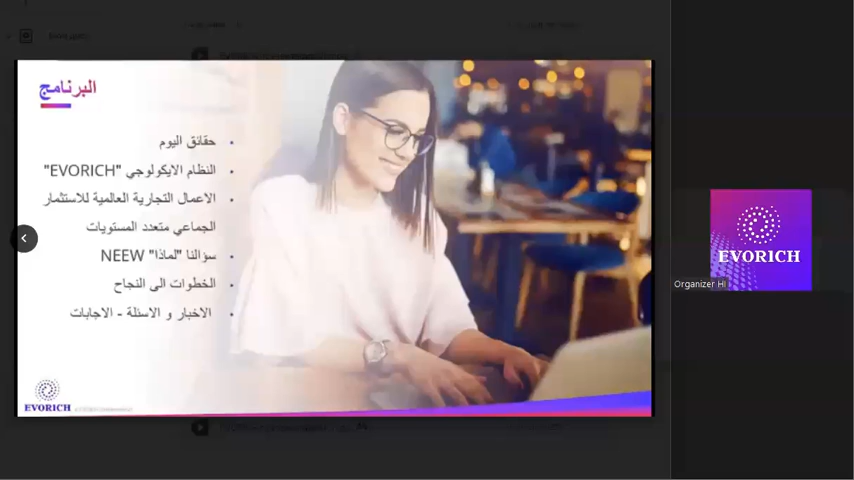 البرنامج
حقائق اليوم
النظام الايكولوجي "EVORICH"
الاعمال التجارية العالمية للاستثمار
الجماعي متعدد المستويات
سؤالنا "لماذا" NEEW
الخطوات الى النجاح
الاخبار و الاسئلة - الاجابات
EVORICH
EVORICH
Organizer HI